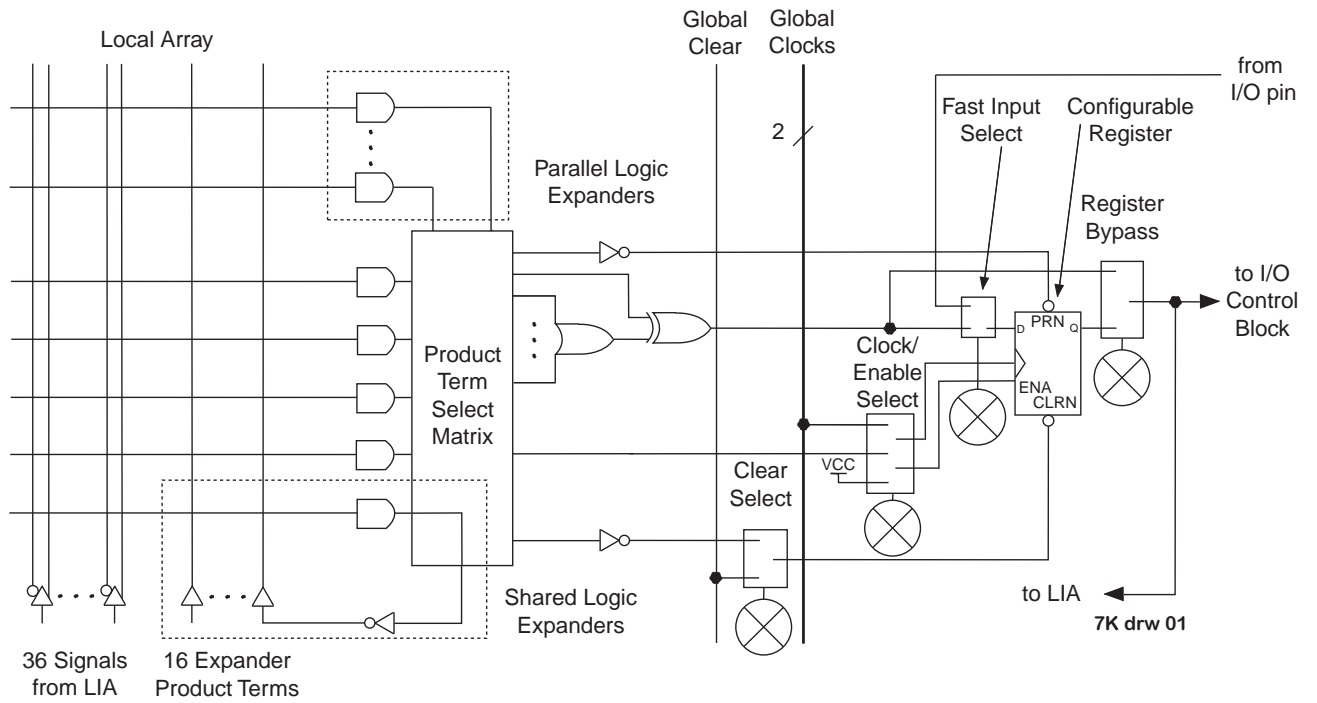 Local Array
Global
Clear
Global
Clocks
from
I/O pin
Fast Input
Select
Configurable
Register
2
Parallel Logic
Expanders
Register
Bypass
to I/O
Control
Block
PRN
D
Q
ENA
CLRN
Clock/
Enable
Select
Product
Term
Select
Matrix
VCC
Clear
Select
Shared Logic
Expanders
to LIA
7K drw 01
36 Signals
from LIA
16 Expander
Product Terms